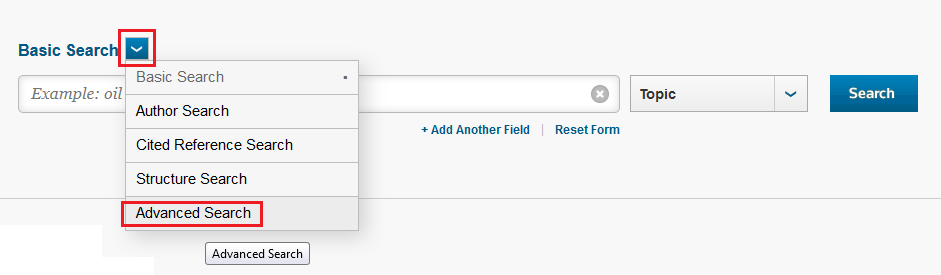 Basic Search
Basic Search
Example: oil
Topic
Search
Author Search
+ Add Another Field | Reset Form
Cited Reference Search
Structure Search
Advanced Search
Advanced Search